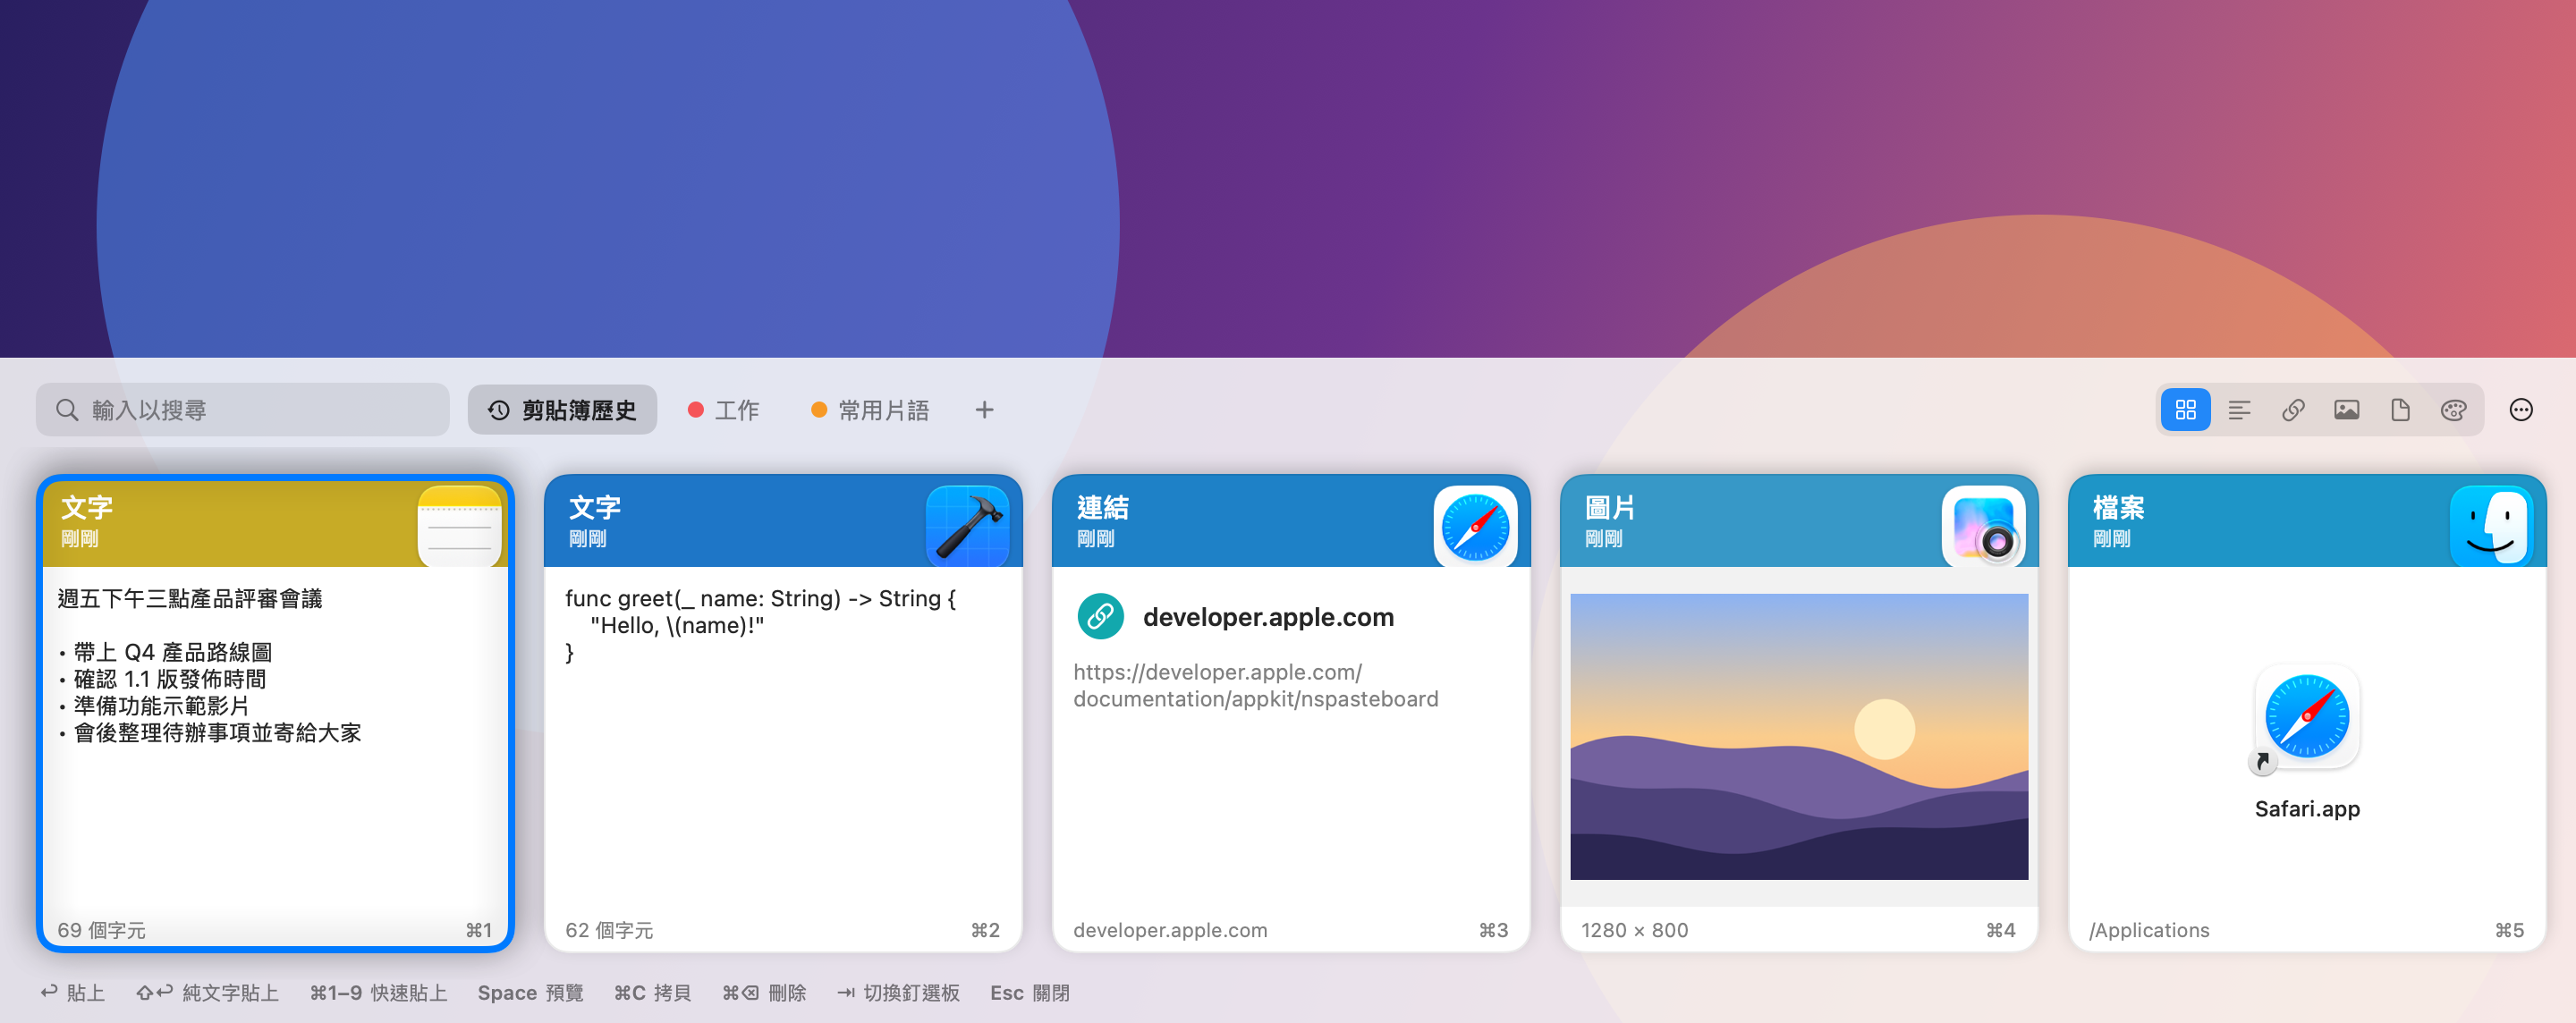 輸入以搜尋
剪貼簿歷史
工作
常用片語
文字
剛剛
週五下午三點產品評審會議
• 帶上 Q4 產品路線圖
• 確認 1.1 版發佈時間
• 準備功能示範影片
• 會後整理待辦事項並寄給大家
69 個字元 ⌘1
文字
剛剛
func greet(_ name: String) -> String {
    "Hello, \(name)!"
}
62 個字元 ⌘2
連結
剛剛
developer.apple.com
https://developer.apple.com/
documentation/appkit/nspasteboard
developer.apple.com ⌘3
圖片
剛剛
1280 × 800 ⌘4
檔案
剛剛
Safari.app
/Applications ⌘5
↩ 貼上 ⇧↩ 純文字貼上 ⌘1–9 快速貼上 Space 預覽 ⌘C 拷貝 ⌘⌫ 刪除 ⇥ 切換釘選板 Esc 關閉